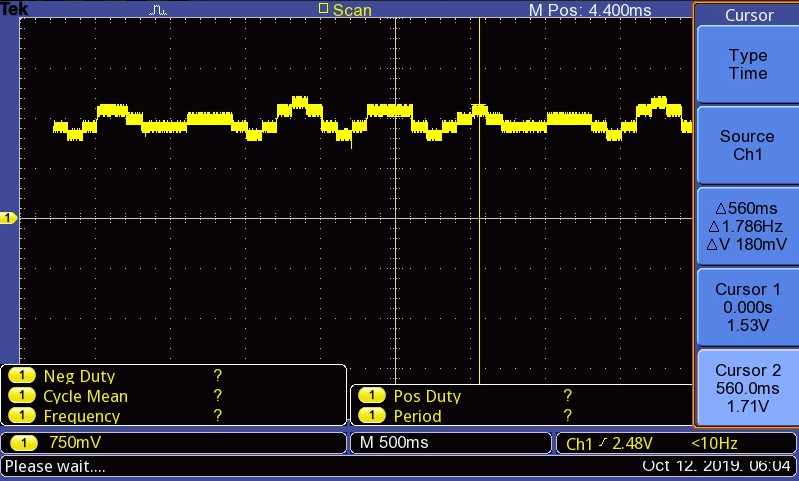 Tek Scan M Pos: 4.400ms Cursor
Type
Time
Source
Ch1
△560ms
△1.786Hz
△V 180mV
Cursor 1
0.000s
1.53V
Cursor 2
560.0ms
1.71V
1
1 Neg Duty ?
1 Cycle Mean ?
1 Frequency ?
1 Pos Duty ?
1 Period ?
1 750mV M 500ms Ch1 2.48V <10Hz
Please wait.... Oct 12, 2019, 06:04